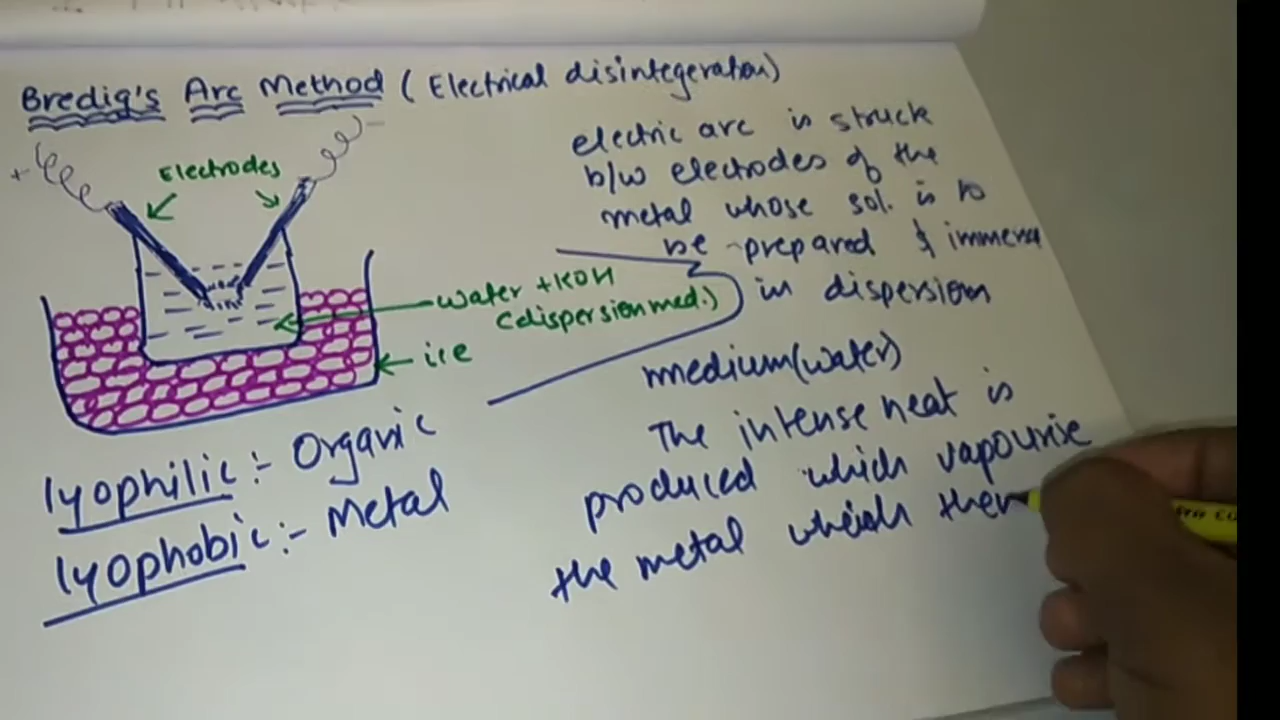 Bredig's Arc Method (Electrical disintegeration)
+
-
Electrodes
water + KOH
(dispersion med.)
ice
lyophilic :- Organic
lyophobic :- Metal
electric arc is struck
b/w electrodes of the
metal whose sol. is to
be prepared & immerse
in dispersion
medium(water)
The intense heat is
produced which vapourise
the metal which then